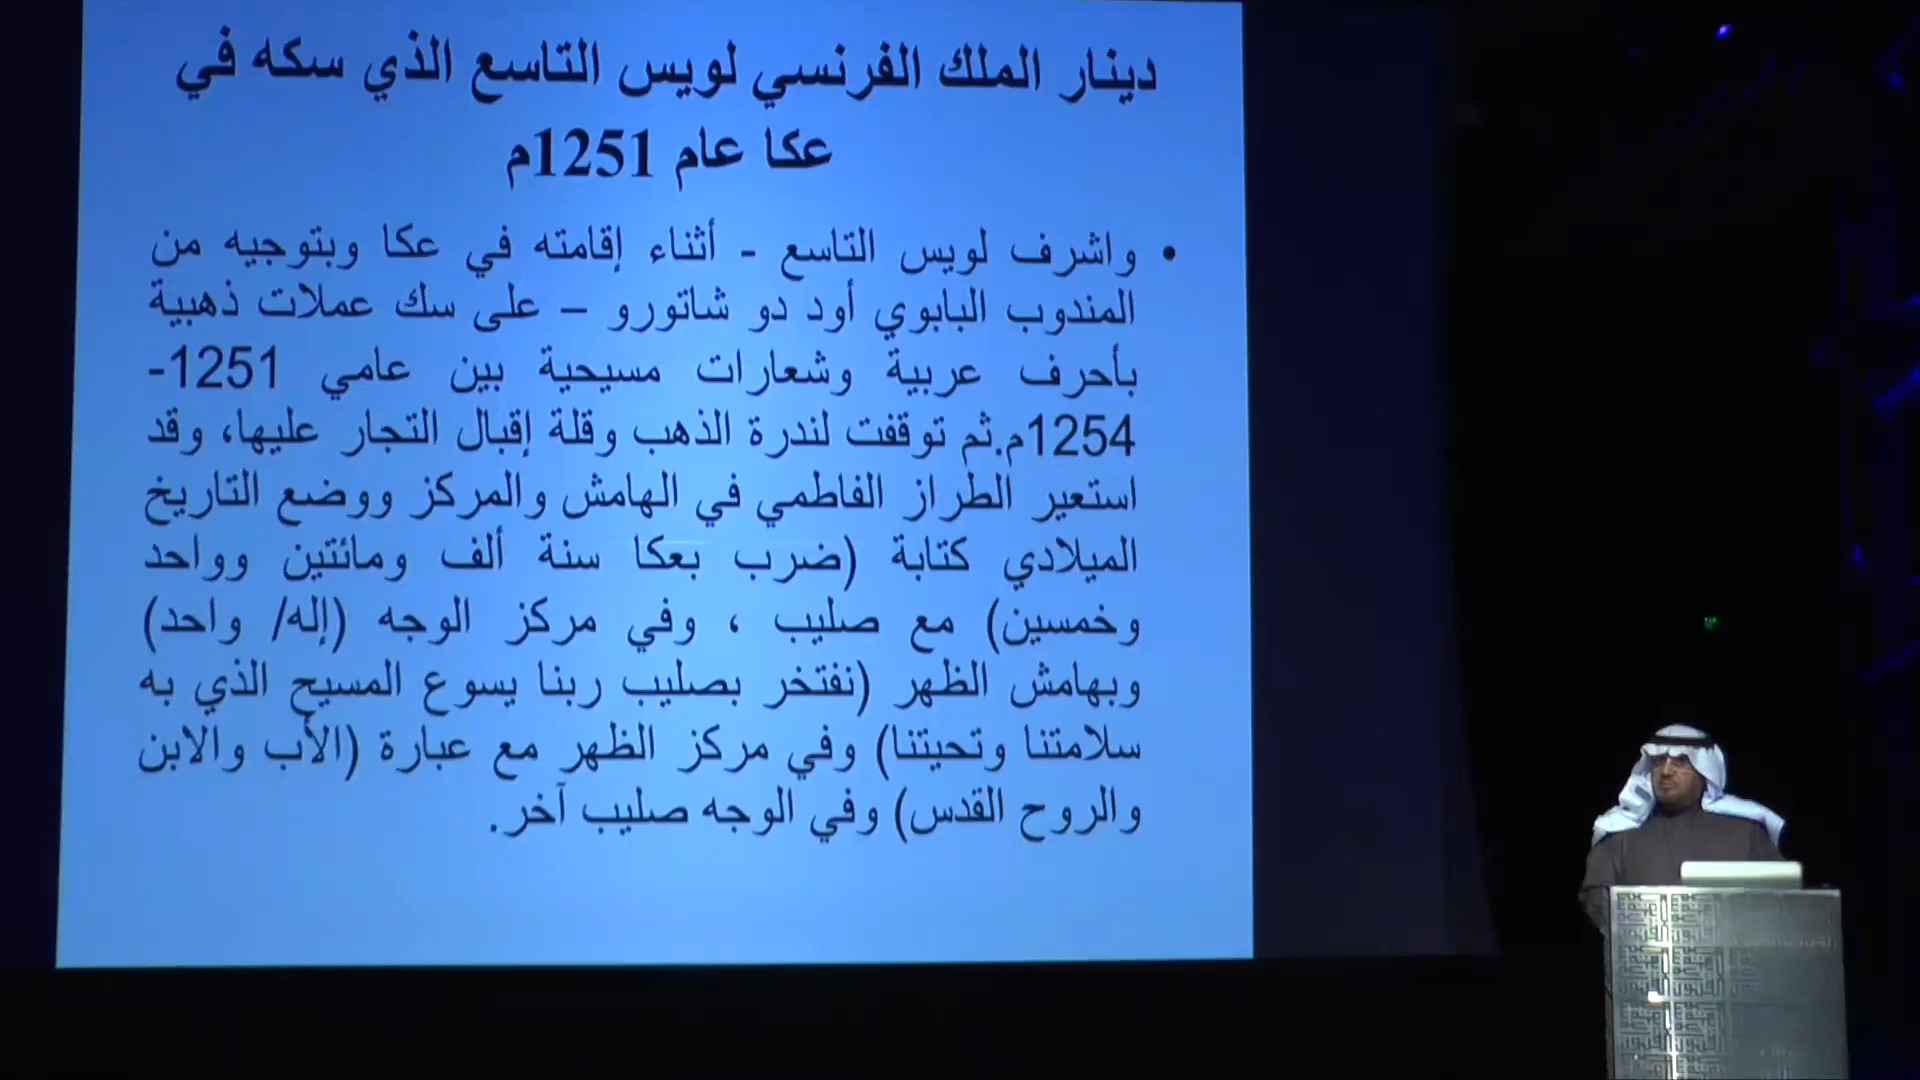 دينار الملك الفرنسي لويس التاسع الذي سكه في
عكا عام 1251م
• واشرف لويس التاسع - أثناء إقامته في عكا وبتوجيه من
المندوب البابوي أود دو شاتورو – على سك عملات ذهبية
بأحرف عربية وشعارات مسيحية بين عامي 1251-
1254م.ثم توقفت لندرة الذهب وقلة إقبال التجار عليها، وقد
استعير الطراز الفاطمي في الهامش والمركز ووضع التاريخ
الميلادي كتابة (ضرب بعكا سنة ألف ومائتين وواحد
وخمسين) مع صليب ، وفي مركز الوجه (إله/ واحد)
وبهامش الظهر (نفتخر بصليب ربنا يسوع المسيح الذي به
سلامتنا وتحيتنا) وفي مركز الظهر مع عبارة (الأب والابن
والروح القدس) وفي الوجه صليب آخر.